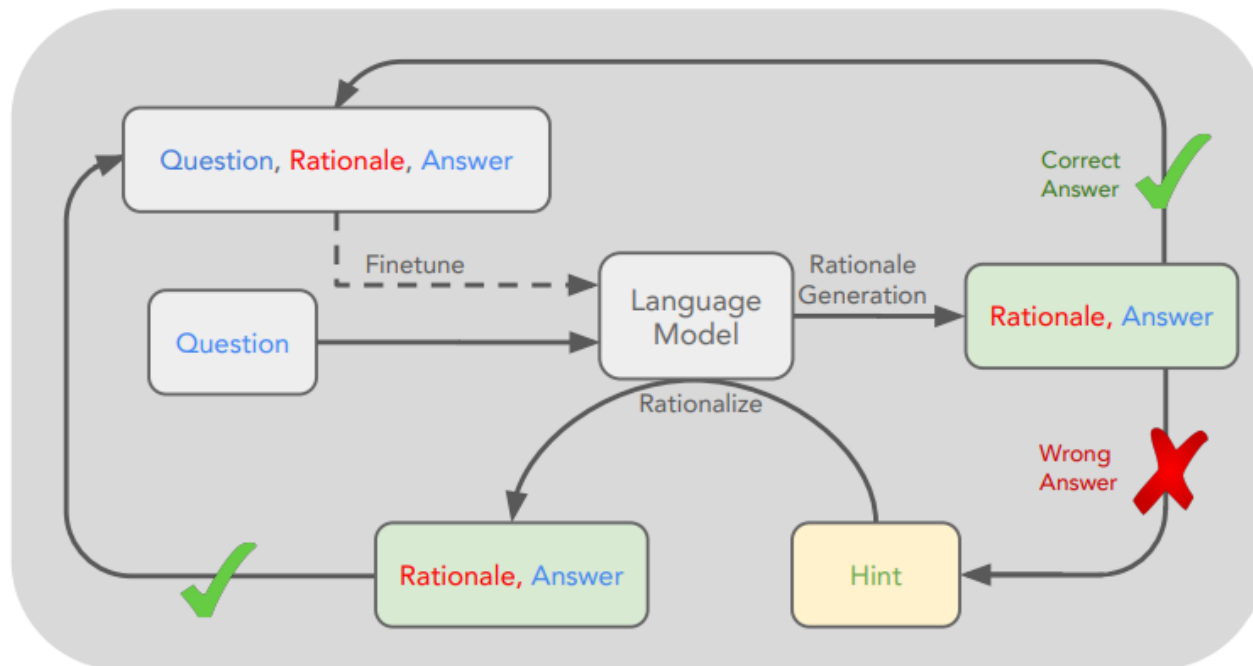 Question, Rationale, Answer
Correct
Answer
Finetune
Language
Model
Rationale
Generation
Rationale, Answer
Question
Rationalize
Wrong
Answer
Rationale, Answer
Hint